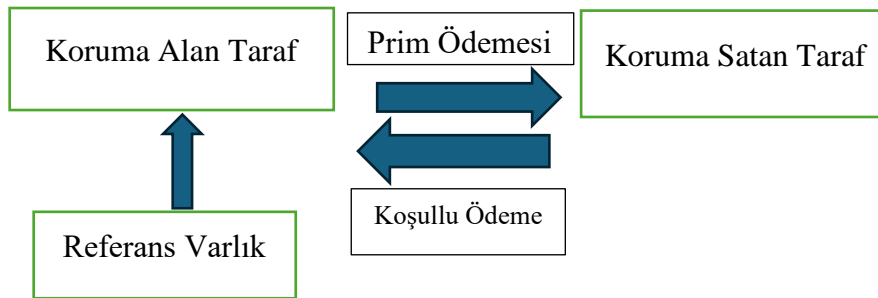 Koruma Alan Taraf
Prim Ödemesi
Koruma Satan Taraf
Koşullu Ödeme
Referans Varlık